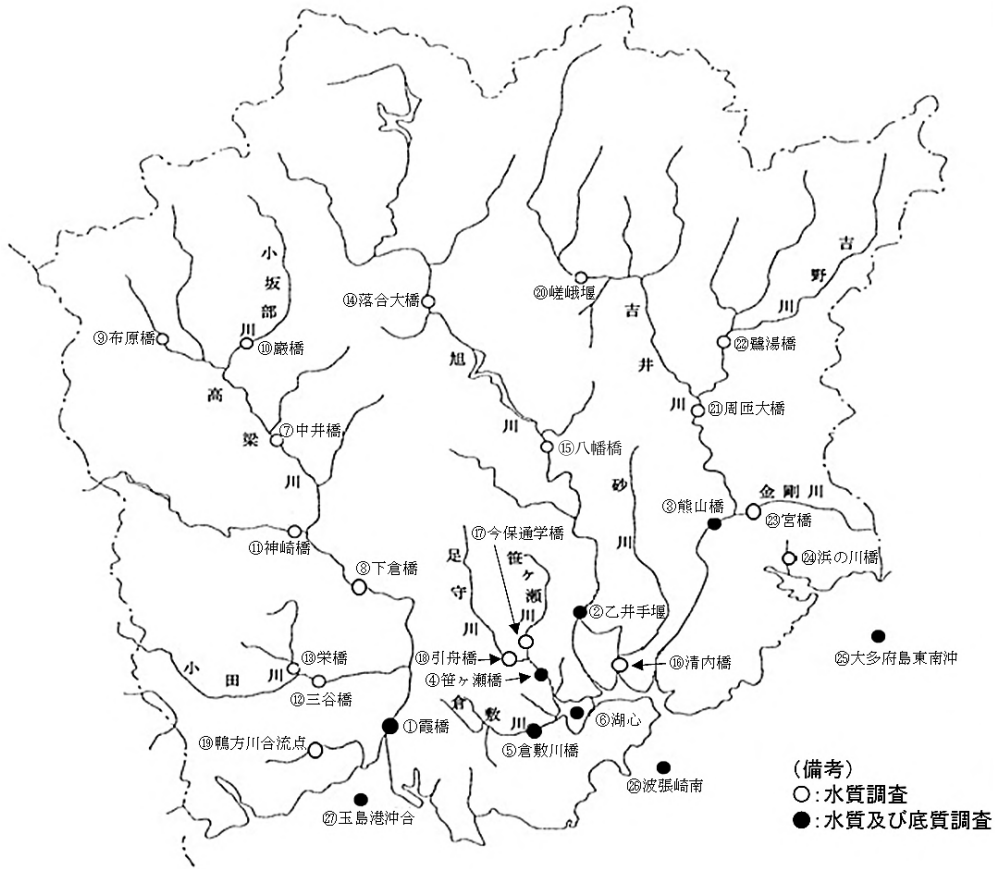 吉野川
小坂部川
⑳嵯峨堰
⑭落合大橋
吉井川
⑨布原橋
⑩巌橋
㉒鷺湯橋
旭川
高梁川
㉑周匝大橋
⑦中井橋
⑮八幡橋
砂川
金剛川
③熊山橋
㉓宮橋
⑰今保通学橋
⑪神崎橋
足守川
笹ヶ瀬川
㉔浜の川橋
⑧下倉橋
②乙井手堰
㉕大多府島東南沖
⑬栄橋
⑱引舟橋
⑯清内橋
小田川
④笹ヶ瀬橋
⑫三谷橋
倉敷川
①霞橋
⑥湖心
⑤倉敷川橋
⑲鴨方川合流点
㉖波張崎南
㉗玉島港沖合
(備考)
○:水質調査
●:水質及び底質調査